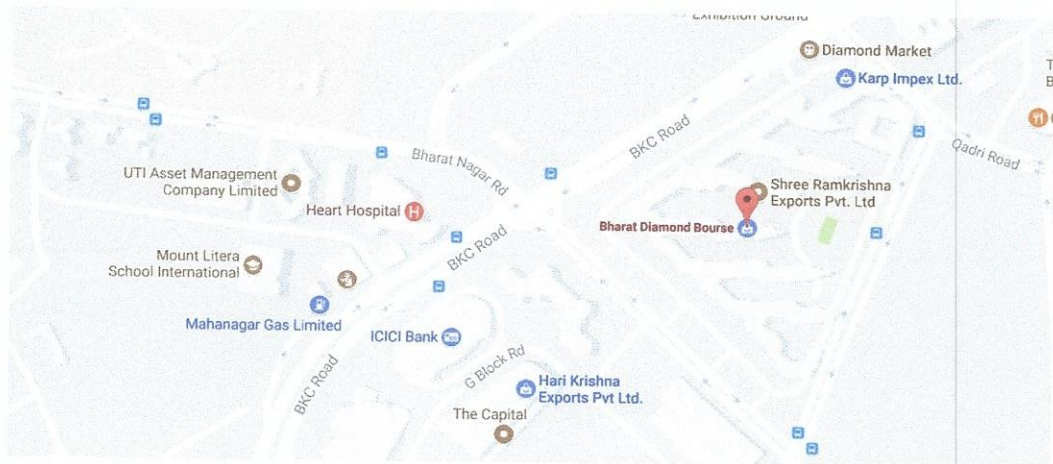 Exhibition Ground
Diamond Market
Karp Impex Ltd.
BKC Road
Qadri Road
Bharat Nagar Rd
UTI Asset Management
Company Limited
Heart Hospital
H
Shree Ramkrishna
Exports Pvt. Ltd
Bharat Diamond Bourse
BKC Road
Mount Litera
School International
Mahanagar Gas Limited
ICICI Bank
BKC Road
G Block Rd
Hari Krishna
Exports Pvt Ltd.
The Capital